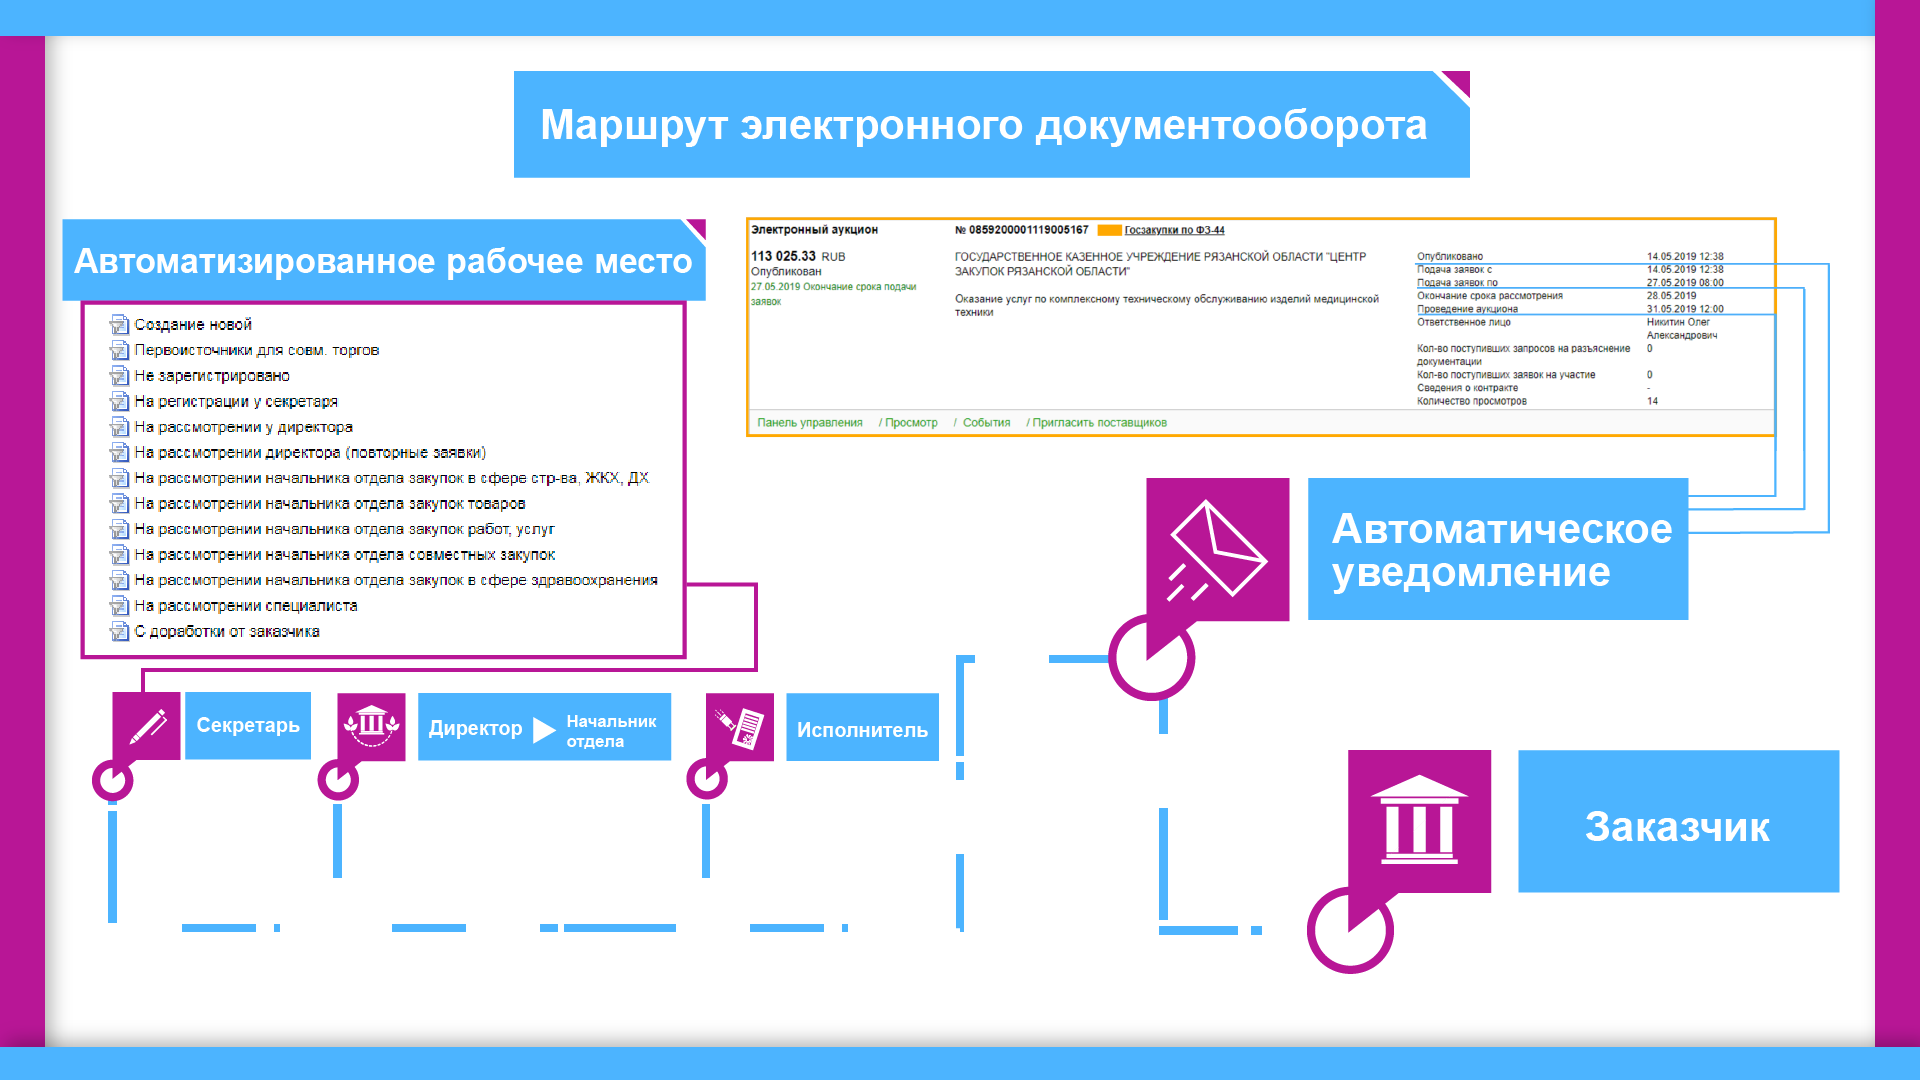 Маршрут электронного документооборота
Автоматизированное рабочее место
Создание новой
Первоисточники для совм. торгов
Не зарегистрировано
На регистрации у секретаря
На рассмотрении у директора
На рассмотрении директора (повторные заявки)
На рассмотрении начальника отдела закупок в сфере стр-ва, ЖКХ, ДХ
На рассмотрении начальника отдела закупок товаров
На рассмотрении начальника отдела закупок работ, услуг
На рассмотрении начальника отдела совместных закупок
На рассмотрении начальника отдела закупок в сфере здравоохранения
На рассмотрении специалиста
С доработки от заказчика
Электронный аукцион
№ 0859200001119005167 Госзакупки по ФЗ-44
113 025.33 RUB
Опубликован
27.05.2019 Окончание срока подачи
заявок
ГОСУДАРСТВЕННОЕ КАЗЕННОЕ УЧРЕЖДЕНИЕ РЯЗАНСКОЙ ОБЛАСТИ "ЦЕНТР
ЗАКУПОК РЯЗАНСКОЙ ОБЛАСТИ"
Оказание услуг по комплексному техническому обслуживанию изделий медицинской
техники
Опубликовано 14.05.2019 12:38
Подача заявок с 14.05.2019 12:38
Подача заявок по 27.05.2019 08:00
Окончание срока рассмотрения 28.05.2019
Проведение аукциона 31.05.2019 12:00
Ответственное лицо Никитин Олег
Александрович
Кол-во поступивших запросов на разъяснение 0
документации
Кол-во поступивших заявок на участие 0
Сведения о контракте -
Количество просмотров 14
Панель управления / Просмотр / События / Пригласить поставщиков
Автоматическое
уведомление
Секретарь
Директор
Начальник
отдела
Исполнитель
Заказчик